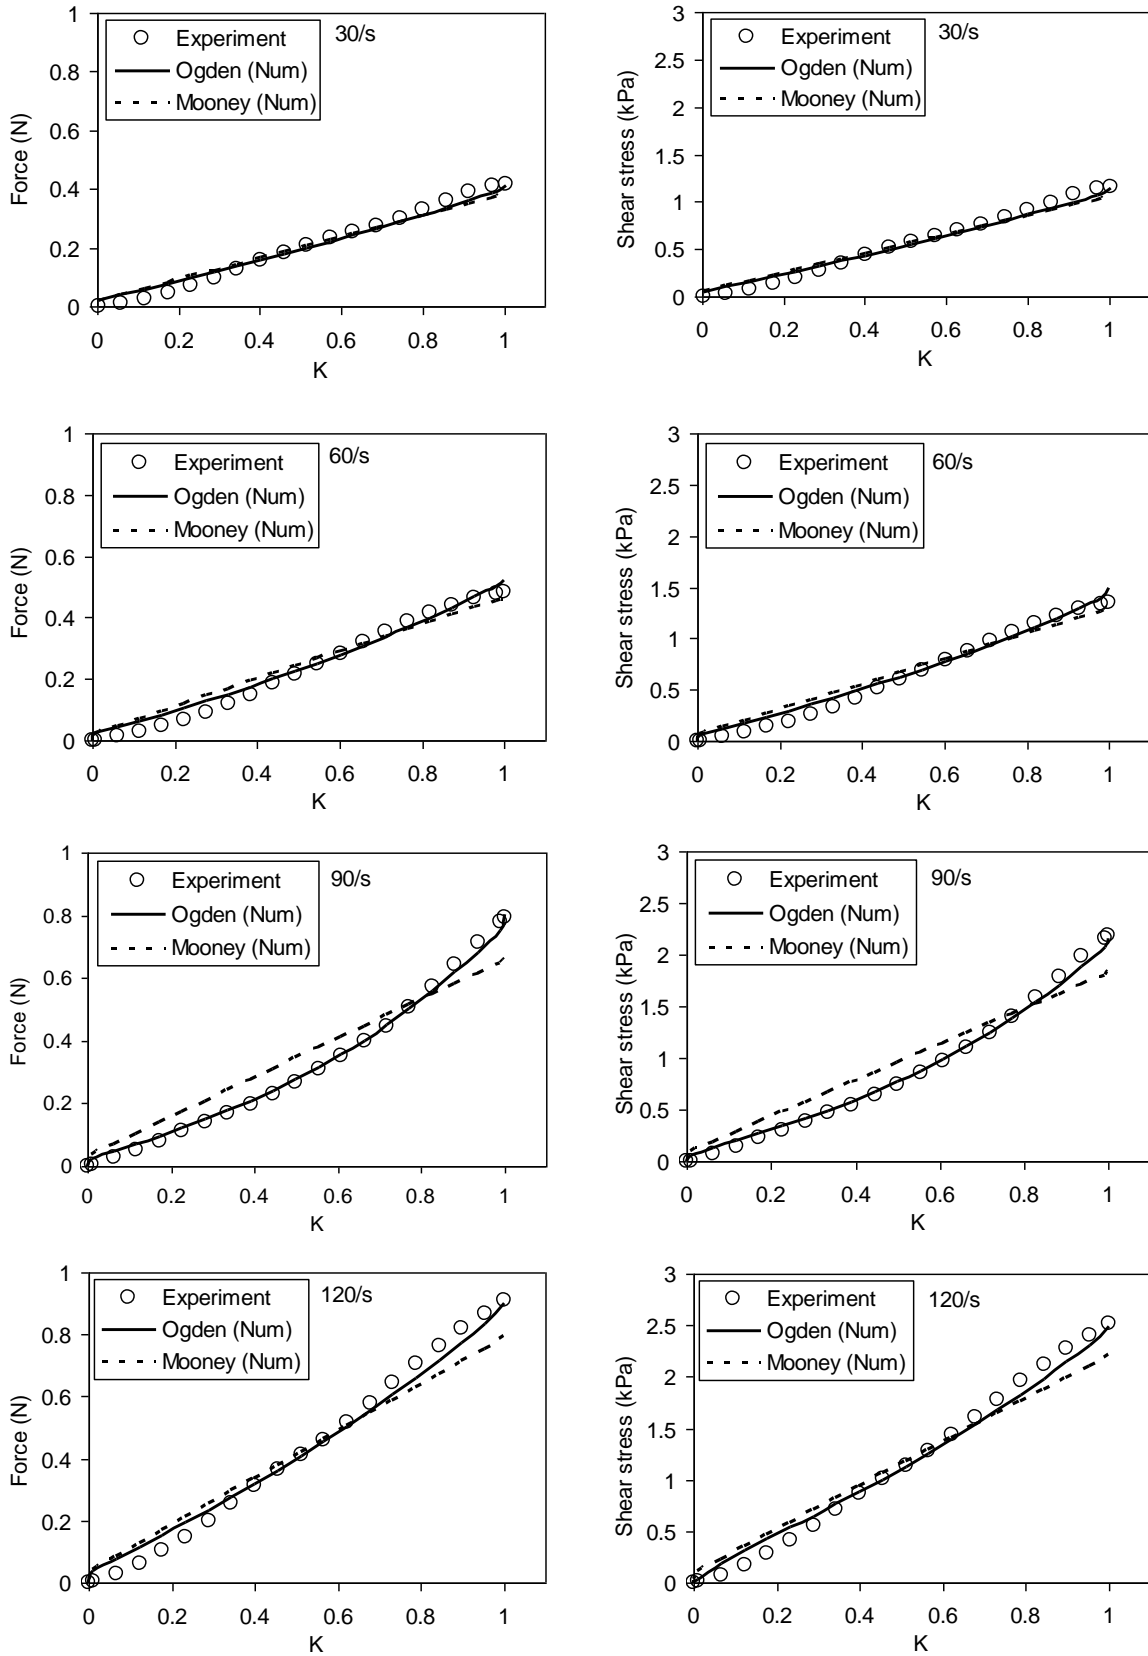 1
0.8
0.6
0.4
0.2
0
0 0.2 0.4 0.6 0.8 1
K
Force (N)
Experiment
Ogden (Num)
Mooney (Num)
30/s
3
2.5
2
1.5
1
0.5
0
0 0.2 0.4 0.6 0.8 1
K
Shear stress (kPa)
Experiment
Ogden (Num)
Mooney (Num)
30/s
1
0.8
0.6
0.4
0.2
0
0 0.2 0.4 0.6 0.8 1
K
Force (N)
Experiment
Ogden (Num)
Mooney (Num)
60/s
3
2.5
2
1.5
1
0.5
0
0 0.2 0.4 0.6 0.8 1
K
Shear stress (kPa)
Experiment
Ogden (Num)
Mooney (Num)
60/s
1
0.8
0.6
0.4
0.2
0
0 0.2 0.4 0.6 0.8 1
K
Force (N)
Experiment
Ogden (Num)
Mooney (Num)
90/s
3
2.5
2
1.5
1
0.5
0
0 0.2 0.4 0.6 0.8 1
K
Shear stress (kPa)
Experiment
Ogden (Num)
Mooney (Num)
90/s
1
0.8
0.6
0.4
0.2
0
0 0.2 0.4 0.6 0.8 1
K
Force (N)
Experiment
Ogden (Num)
Mooney (Num)
120/s
3
2.5
2
1.5
1
0.5
0
0 0.2 0.4 0.6 0.8 1
K
Shear stress (kPa)
Experiment
Ogden (Num)
Mooney (Num)
120/s